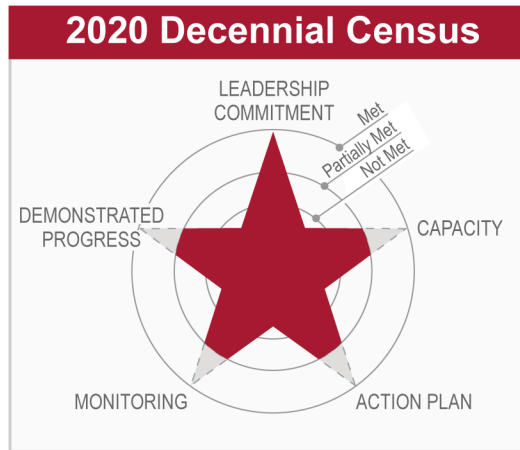 2020 Decennial Census
LEADERSHIP
COMMITMENT
Met
Partially Met
Not Met
DEMONSTRATED
PROGRESS
CAPACITY
MONITORING
ACTION PLAN